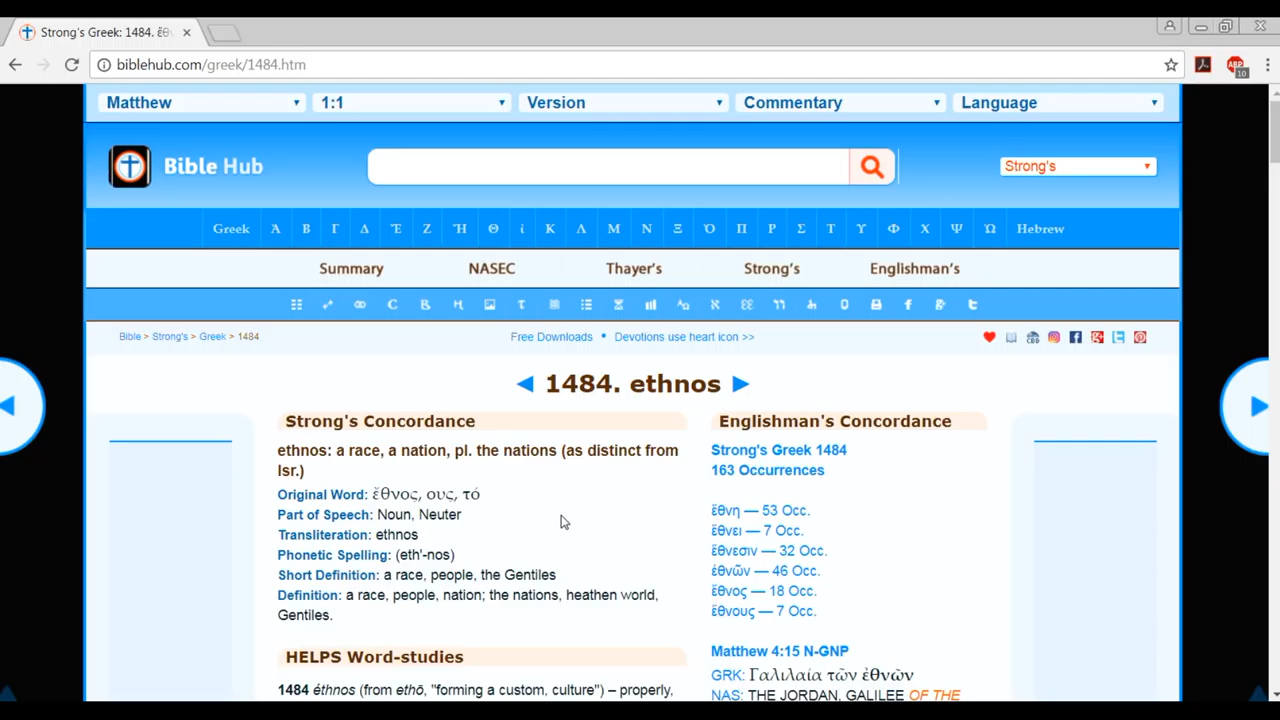 Strong's Greek: 1484. ἔθν
biblehub.com/greek/1484.htm
ABP
10
Matthew 1:1 Version Commentary Language
Bible Hub
Strong's
Greek Ἀ Β Γ Δ Ἐ Ζ Ἡ Θ ἰ Κ Λ Μ Ν Ξ Ὀ Π Ρ Σ Τ Υ Φ Χ Ψ Ὠ Hebrew
Summary NASEC Thayer's Strong's Englishman's
Bible > Strong's > Greek > 1484
Free Downloads • Devotions use heart icon >>
◄ 1484. ethnos ►
Strong's Concordance
ethnos: a race, a nation, pl. the nations (as distinct from
Isr.)
Original Word: ἔθνος, ους, τό
Part of Speech: Noun, Neuter
Transliteration: ethnos
Phonetic Spelling: (eth'-nos)
Short Definition: a race, people, the Gentiles
Definition: a race, people, nation; the nations, heathen world,
Gentiles.
HELPS Word-studies
1484 éthnos (from ethō, "forming a custom, culture") – properly,
Englishman's Concordance
Strong's Greek 1484
163 Occurrences
ἔθνη — 53 Occ.
ἔθνει — 7 Occ.
ἔθνεσιν — 32 Occ.
ἐθνῶν — 46 Occ.
ἔθνος — 18 Occ.
ἔθνους — 7 Occ.
Matthew 4:15 N-GNP
GRK: Γαλιλαία τῶν ἐθνῶν
NAS: THE JORDAN, GALILEE OF THE